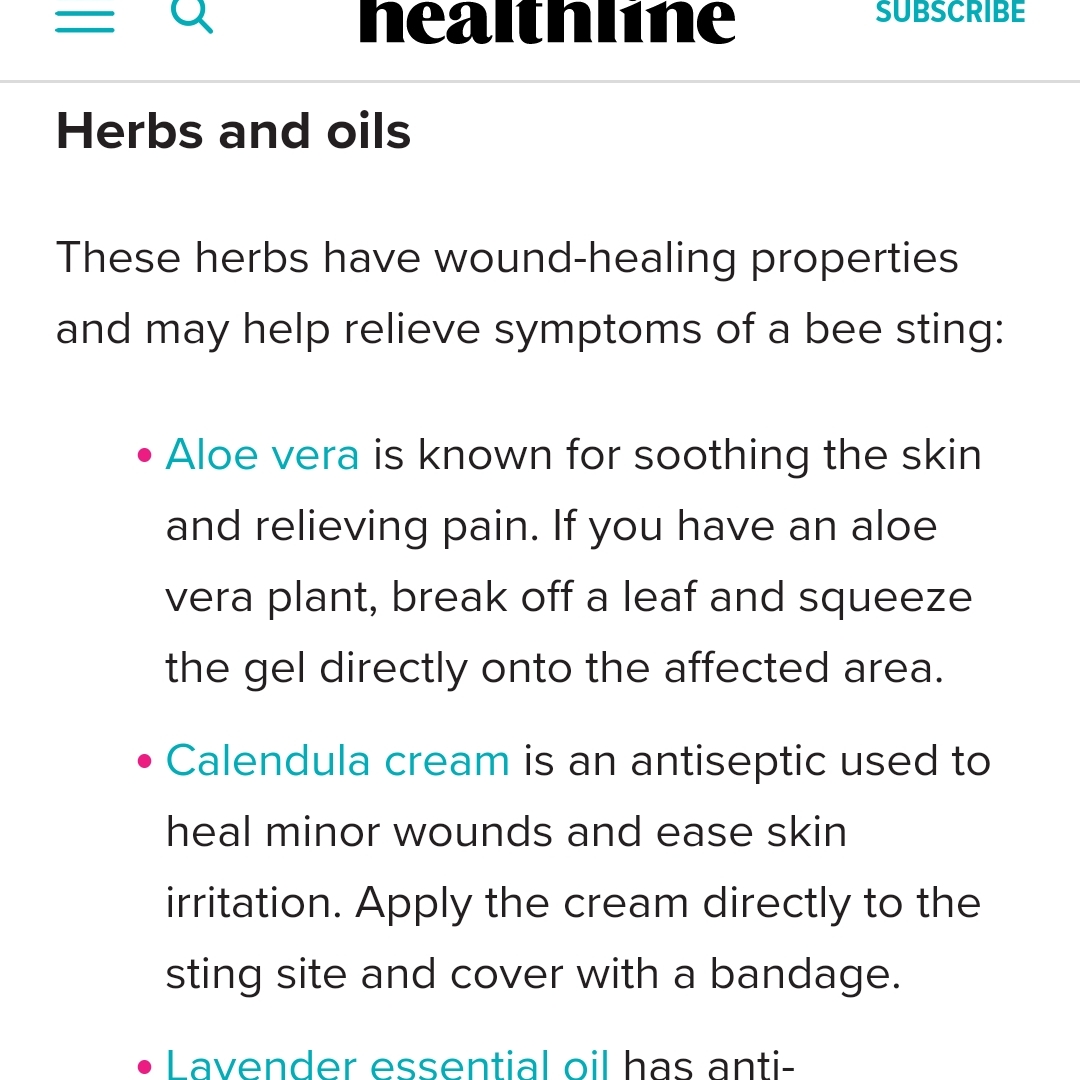 healthline
SUBSCRIBE
Herbs and oils
These herbs have wound-healing properties
and may help relieve symptoms of a bee sting:
• Aloe vera is known for soothing the skin
and relieving pain. If you have an aloe
vera plant, break off a leaf and squeeze
the gel directly onto the affected area.
• Calendula cream is an antiseptic used to
heal minor wounds and ease skin
irritation. Apply the cream directly to the
sting site and cover with a bandage.
• Lavender essential oil has anti-